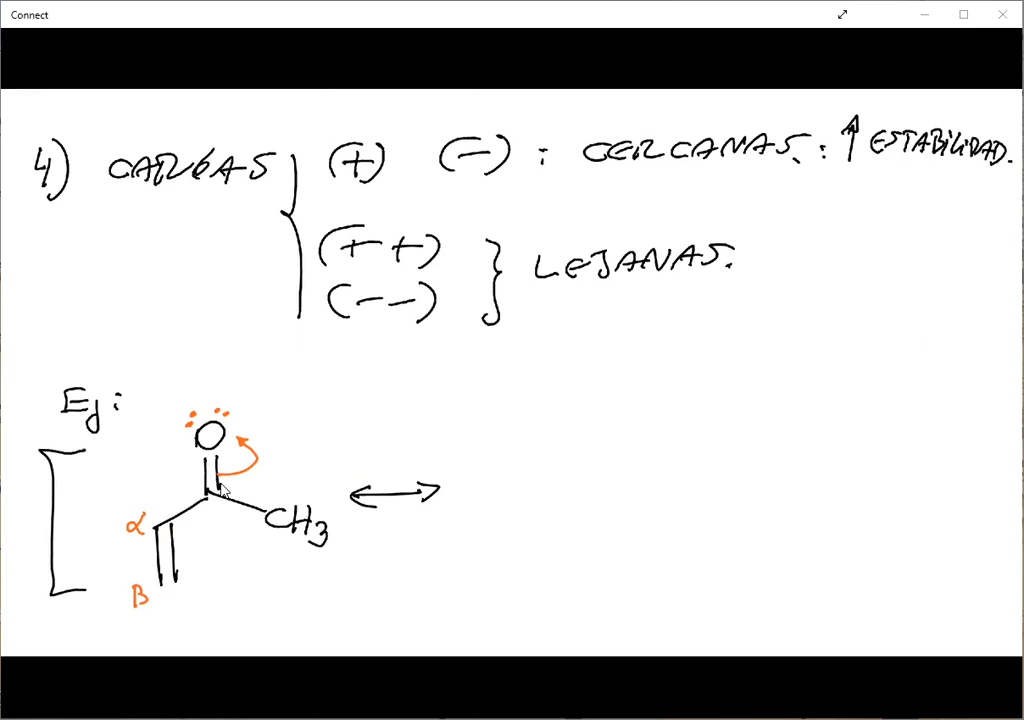 Connect
4) CARGAS (+) (-) : CERCANAS. : ↑ ESTABILIDAD.
(+ +)
(- -) } LEJANAS.
Ej:
O
α
CH3
B